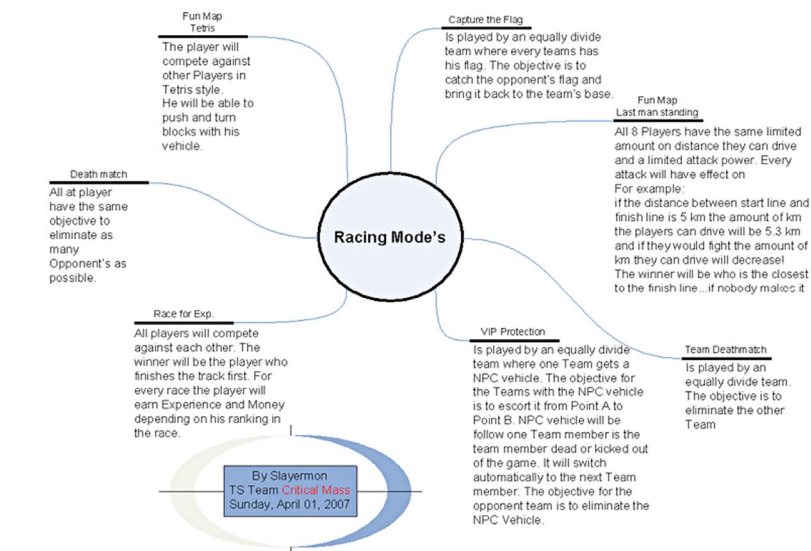 Fun Map
Tetris
The player will
compete against
other Players in
Tetris style.
He will be able to
push and turn
blocks with his
vehicle.
Capture the Flag
Is played by an equally divide
team where every teams has
his flag. The objective is to
catch the opponent's flag and
bring it back to the team's base.
Fun Map
Last man standing
All 8 Players have the same limited
amount on distance they can drive
and a limited attack power. Every
attack will have effect on
For example:
if the distance between start line and
finish line is 5 km the amount of km
the players can drive will be 5.3 km
and if they would fight the amount of
km they can drive will decrease!
The winner will be who is the closest
to the finish line...if nobody makes it
Death match
All at player
have the same
objective to
eliminate as
many
Opponent's as
possible.
Racing Mode's
Race for Exp.
All players will compete
against each other. The
winner will be the player who
finishes the track first. For
every race the player will
earn Experience and Money
depending on his ranking in
the race.
VIP Protection
Is played by an equally divide
team where one Team gets a
NPC vehicle. The objective for
the Teams with the NPC vehicle
is to escort it from Point A to
Point B. NPC vehicle will be
follow one Team member is the
team member dead or kicked out
of the game. It will switch
automatically to the next Team
member. The objective for the
opponent team is to eliminate the
NPC Vehicle.
Team Deathmatch
Is played by an
equally divide team.
The objective is to
eliminate the other
Team
By Slayermon
TS Team Critical Mass
Sunday, April 01, 2007